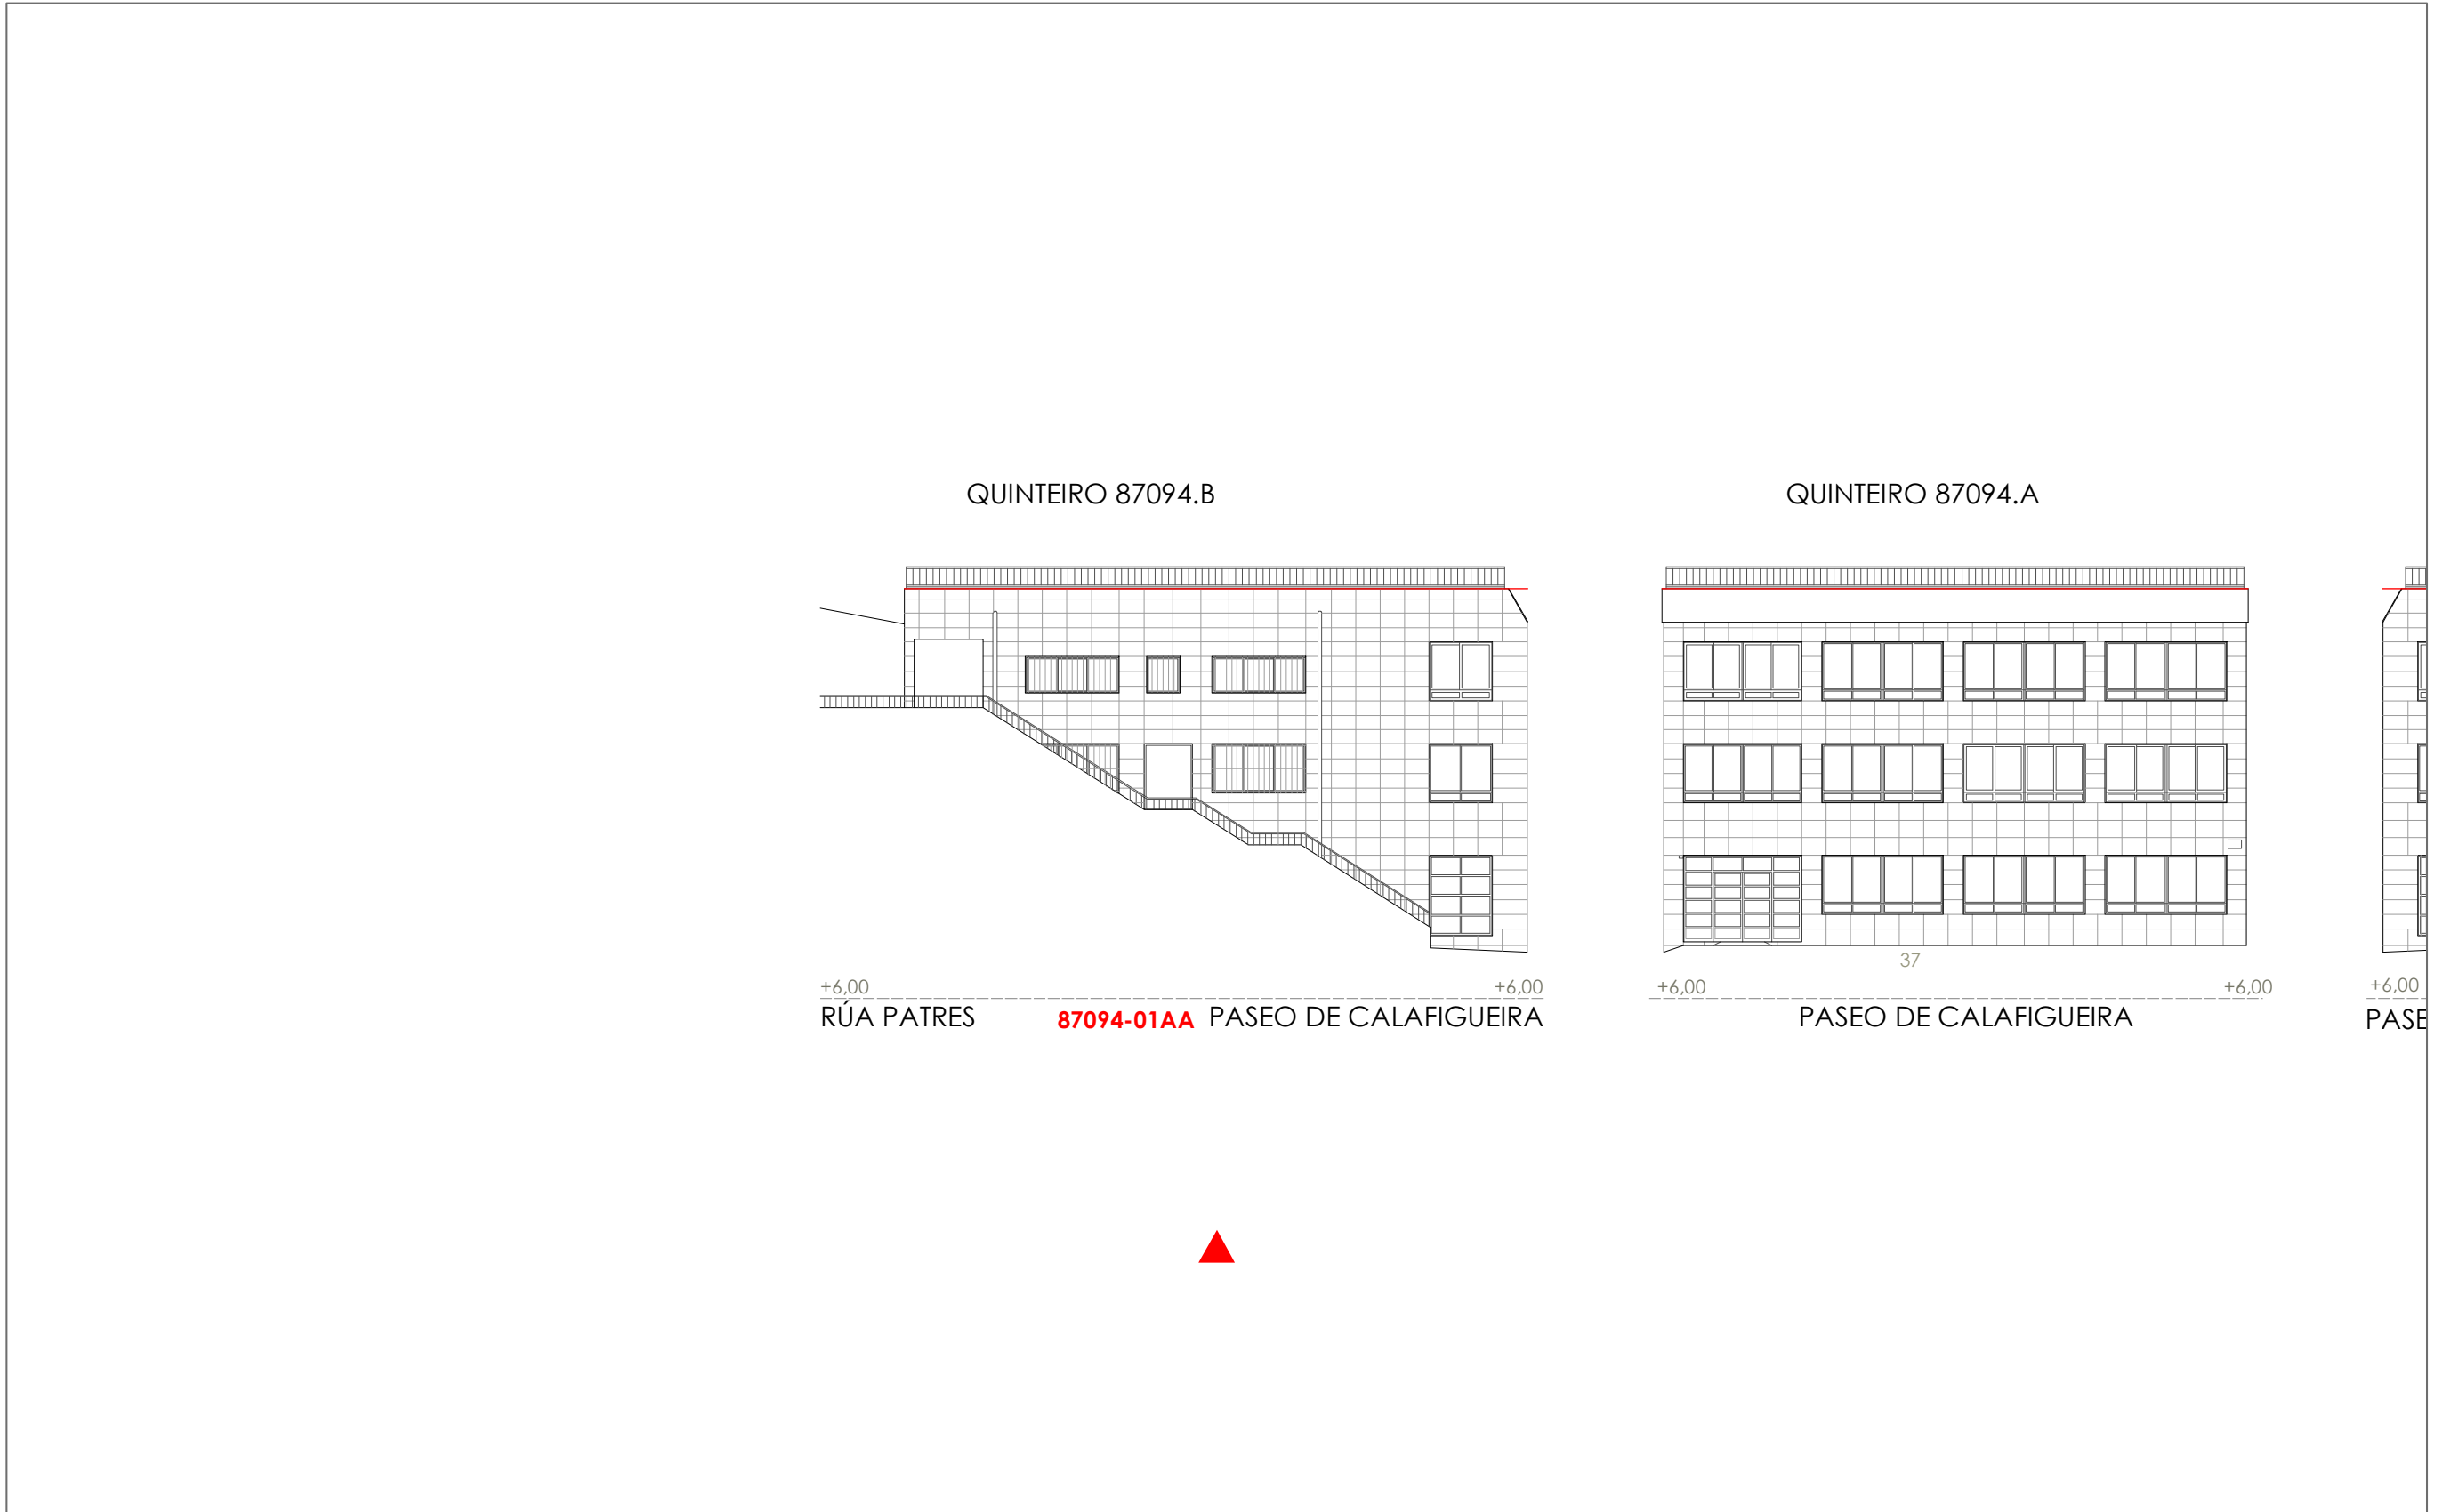 QUINTEIRO 87094.B
QUINTEIRO 87094.A
37
+6,00
+6,00
+6,00
+6,00
+6,00
RÚA PATRES
87094-01AA
PASEO DE CALAFIGUEIRA
PASEO DE CALAFIGUEIRA
PASE